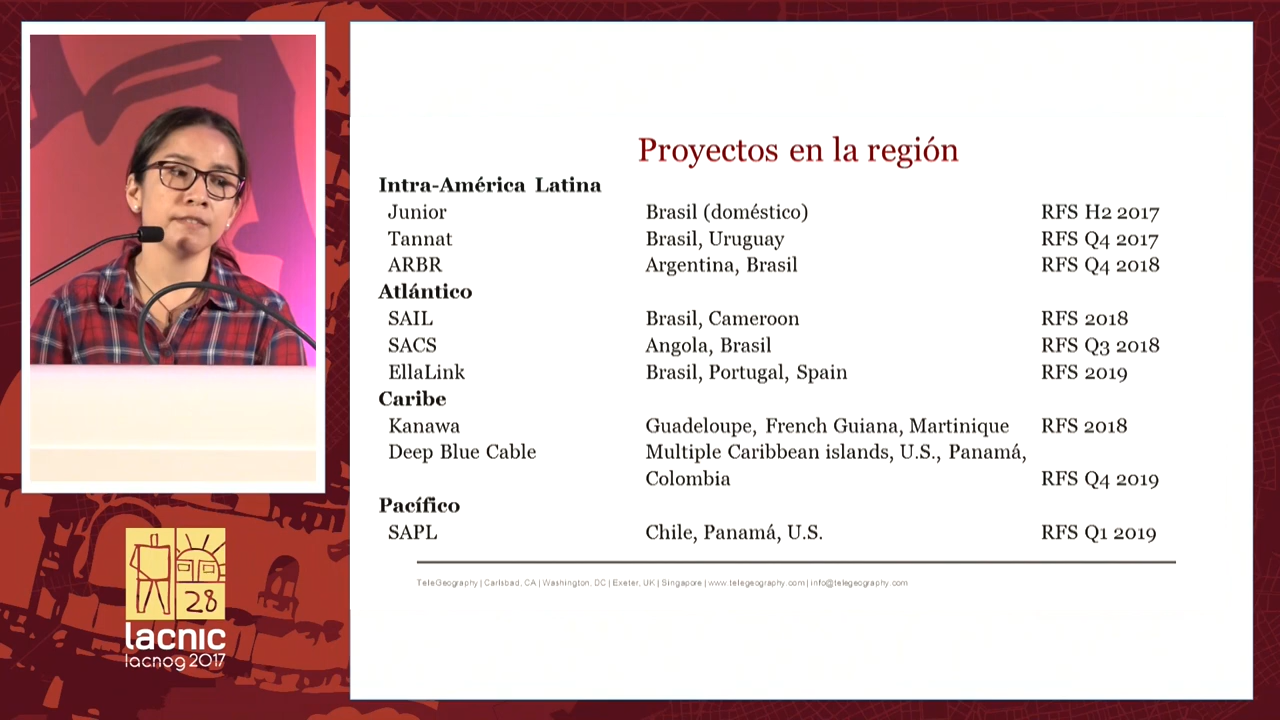 Proyectos en la región
Intra-América Latina
Junior Brasil (doméstico) RFS H2 2017
Tannat Brasil, Uruguay RFS Q4 2017
ARBR Argentina, Brasil RFS Q4 2018
Atlántico
SAIL Brasil, Cameroon RFS 2018
SACS Angola, Brasil RFS Q3 2018
EllaLink Brasil, Portugal, Spain RFS 2019
Caribe
Kanawa Guadeloupe, French Guiana, Martinique RFS 2018
Deep Blue Cable Multiple Caribbean islands, U.S., Panamá,
Colombia RFS Q4 2019
Pacífico
SAPL Chile, Panamá, U.S. RFS Q1 2019
TeleGeography | Carlsbad, CA | Washington, DC | Exeter, UK | Singapore | www.telegeography.com | info@telegeography.com
28
lacnic
lacnog 2017